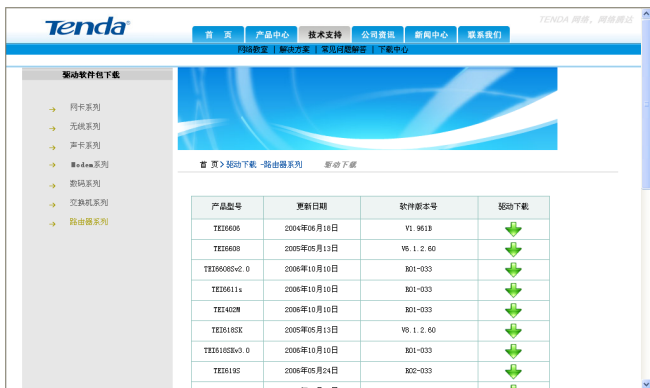 Tenda®
TENDA 网络，网络腾达
首 页 产品中心 技术支持 公司资讯 新闻中心 联系我们
网络教室 | 解决方案 | 常见问题解答 | 下载中心
驱动软件包下载
网卡系列
无线系列
声卡系列
Modem系列
数码系列
交换机系列
路由器系列
首 页>驱动下载 -路由器系列 驱动下载
产品型号 更新日期 软件版本号 驱动下载
TEI6606 2004年06月18日 V1.961B
TEI6608 2005年05月13日 V6.1.2.60
TEI6608Sv2.0 2006年10月10日 R01-033
TEI6611s 2006年10月10日 R01-033
TEI402M 2006年10月10日 R01-033
TEI618SK 2005年05月13日 V8.1.2.60
TEI618SKv3.0 2006年10月10日 R01-033
TEI619S 2006年05月24日 R02-033